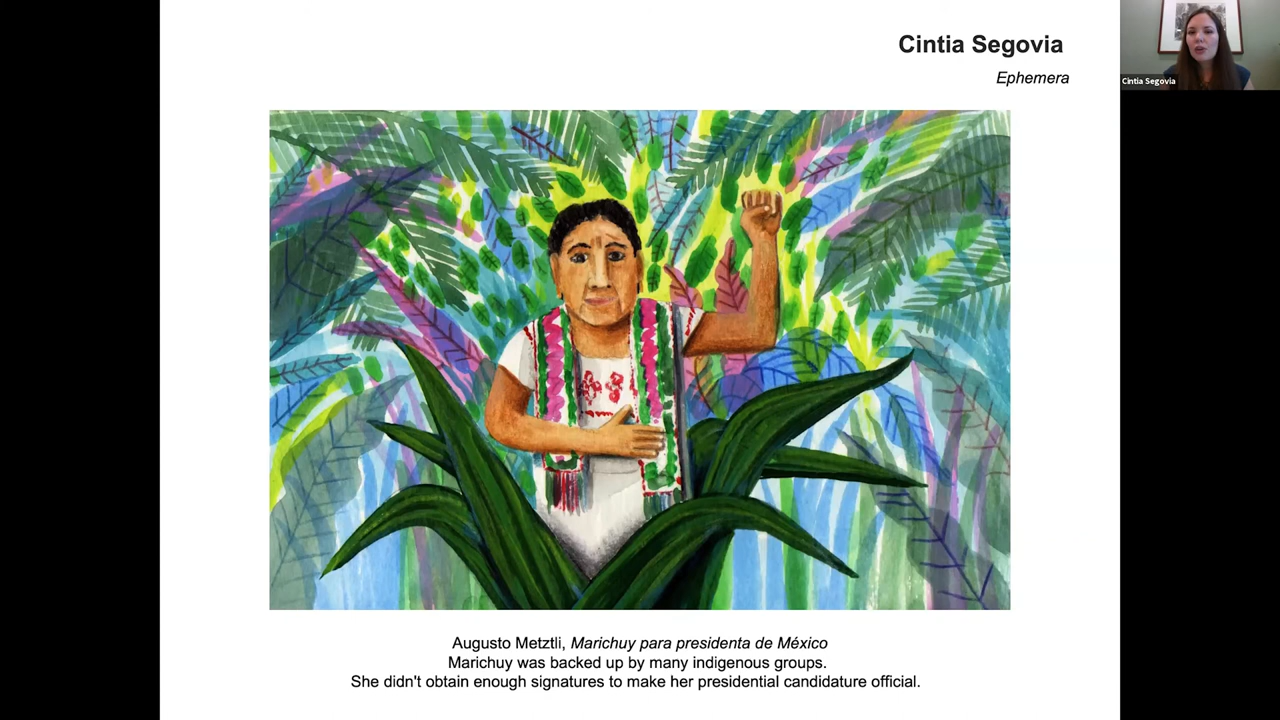 Cintia Segovia
Ephemera
Cintia Segovia
Augusto Metztli, Marichuy para presidenta de México
Marichuy was backed up by many indigenous groups.
She didn't obtain enough signatures to make her presidential candidature official.